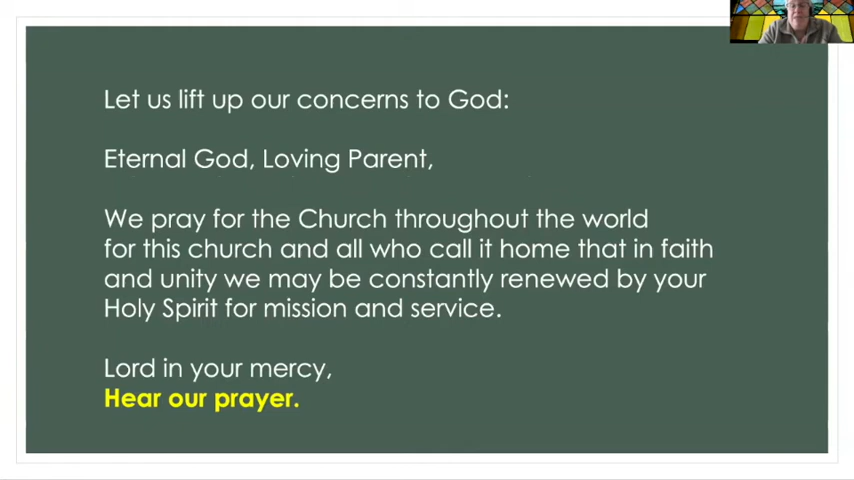 Let us lift up our concerns to God:
Eternal God, Loving Parent,
We pray for the Church throughout the world
for this church and all who call it home that in faith
and unity we may be constantly renewed by your
Holy Spirit for mission and service.
Lord in your mercy,
Hear our prayer.